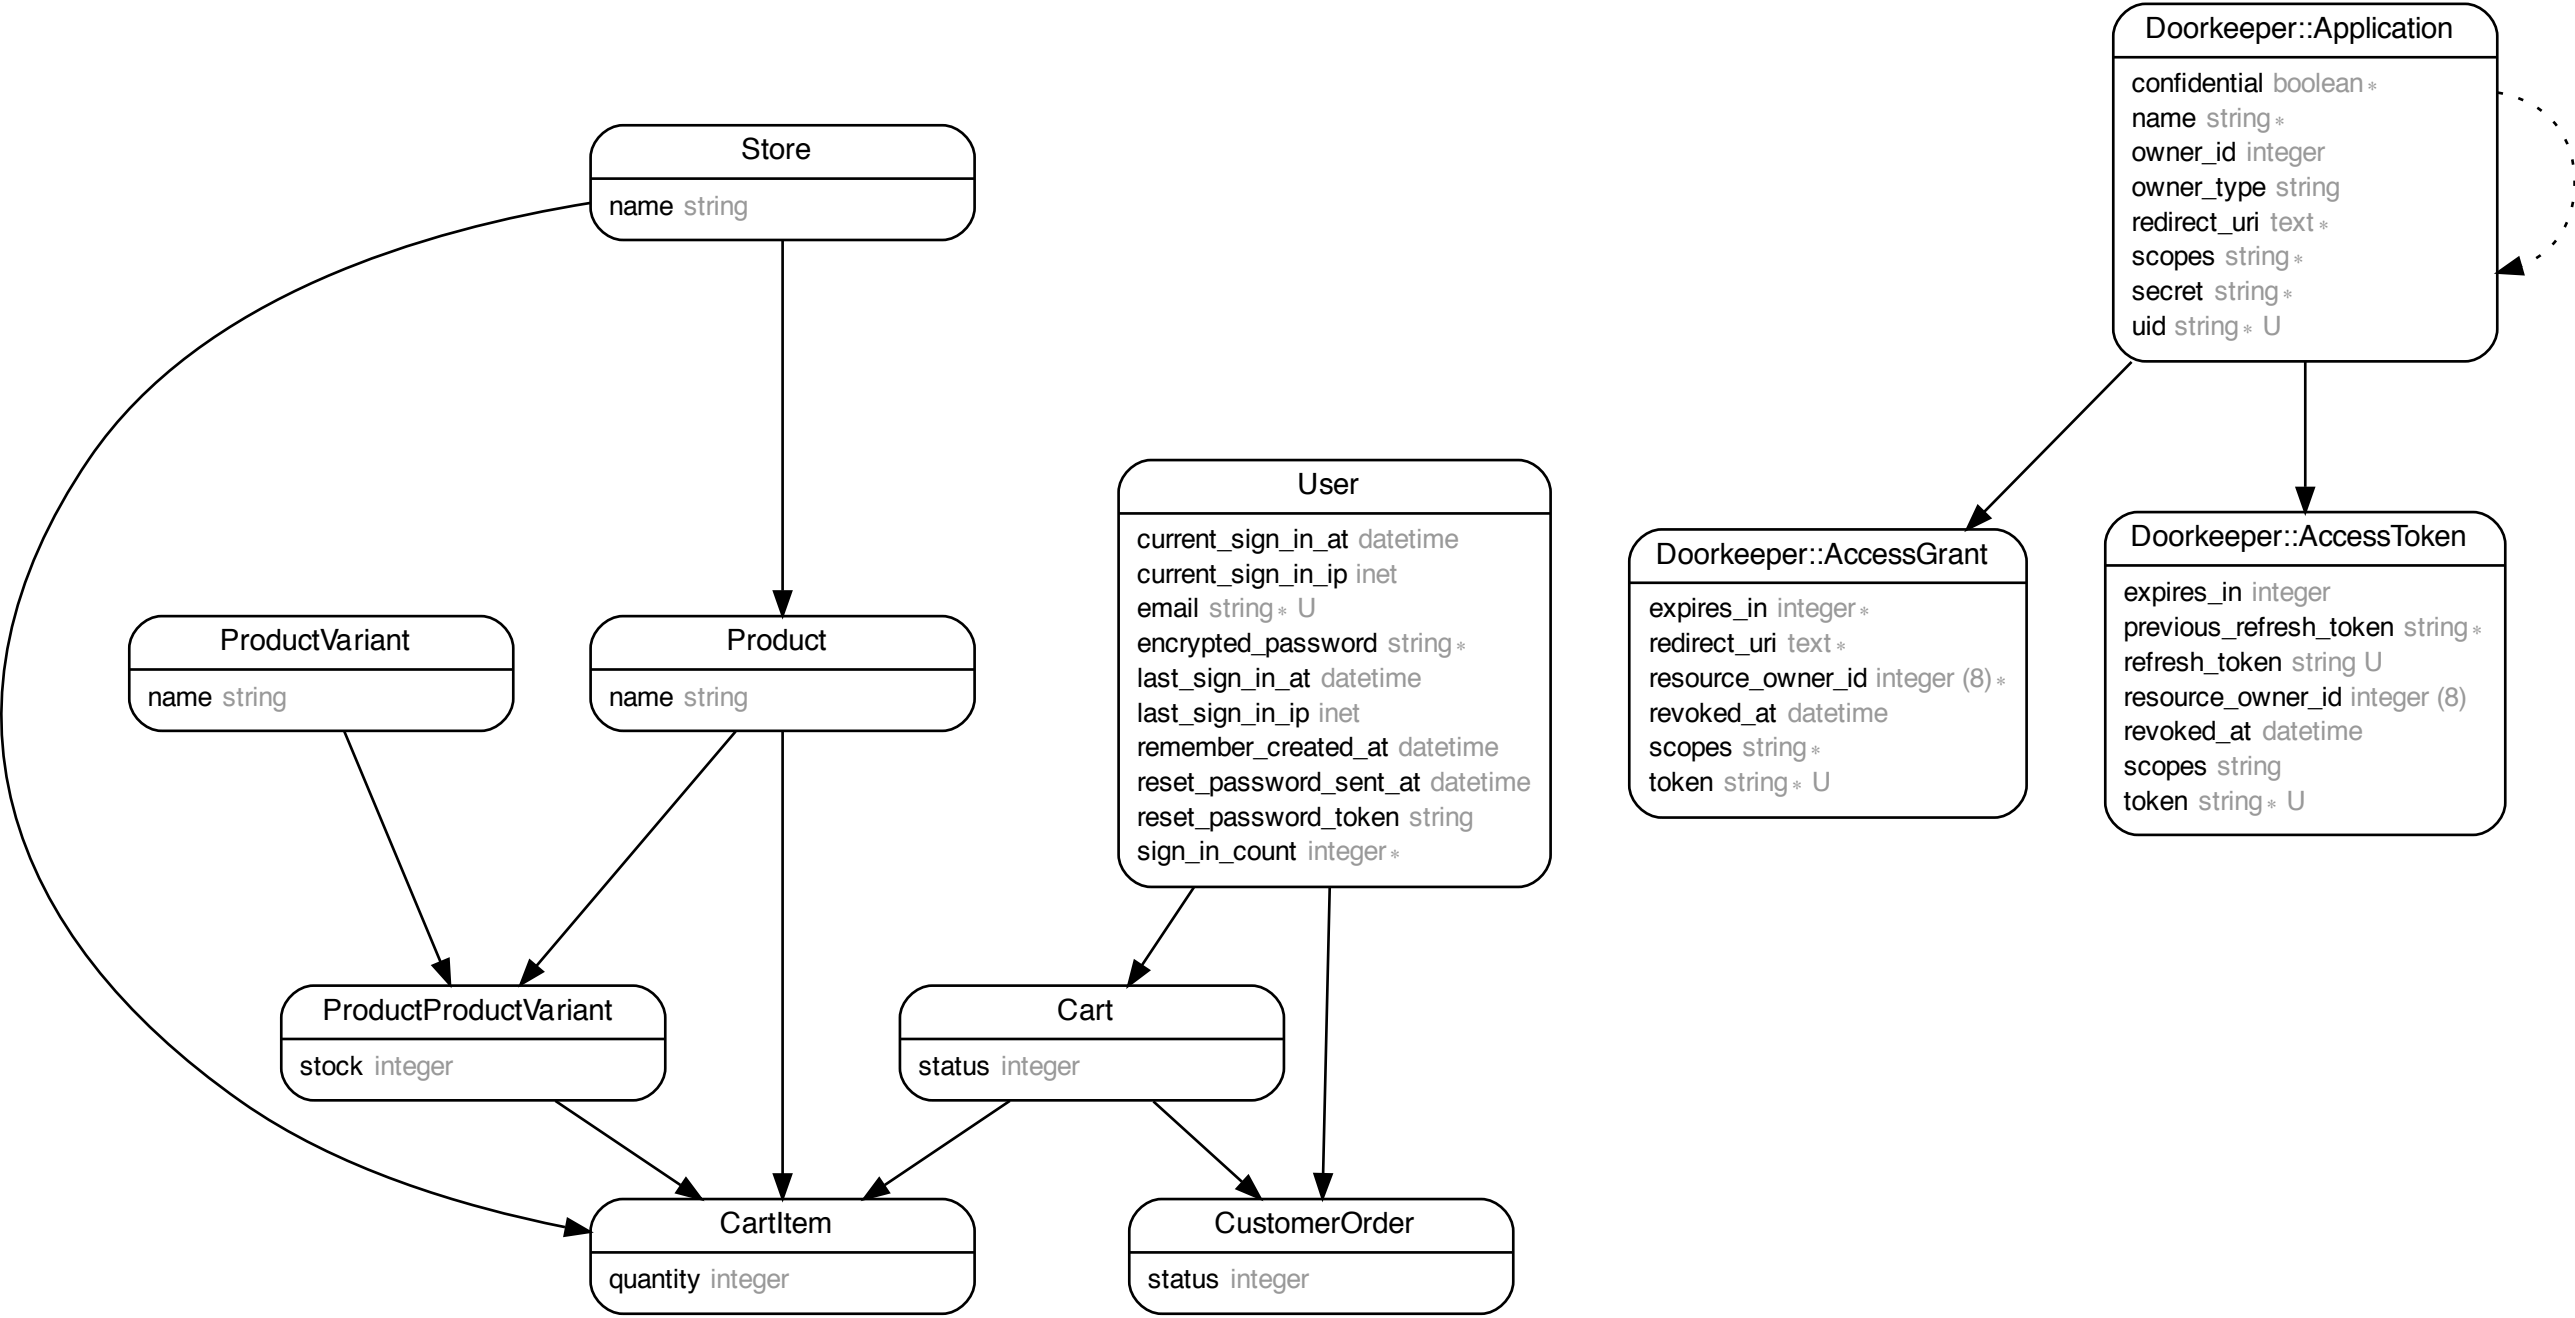 Doorkeeper::Application
confidential boolean *
name string *
owner_id integer
owner_type string
redirect_uri text *
scopes string *
secret string *
uid string * U
Store
name string
User
current_sign_in_at datetime
current_sign_in_ip inet
email string * U
encrypted_password string *
last_sign_in_at datetime
last_sign_in_ip inet
remember_created_at datetime
reset_password_sent_at datetime
reset_password_token string
sign_in_count integer *
Doorkeeper::AccessGrant
expires_in integer *
redirect_uri text *
resource_owner_id integer (8) *
revoked_at datetime
scopes string *
token string * U
Doorkeeper::AccessToken
expires_in integer
previous_refresh_token string *
refresh_token string U
resource_owner_id integer (8)
revoked_at datetime
scopes string
token string * U
ProductVariant
name string
Product
name string
ProductProductVariant
stock integer
Cart
status integer
CartItem
quantity integer
CustomerOrder
status integer